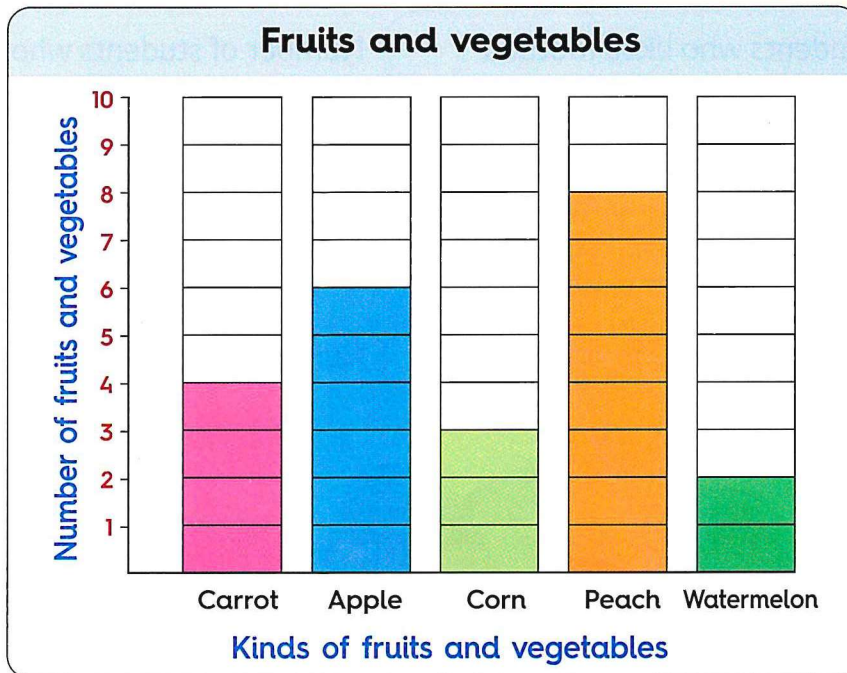 Fruits and vegetables
Number of fruits and vegetables
10
9
8
7
6
5
4
3
2
1
Carrot Apple Corn Peach Watermelon
Kinds of fruits and vegetables